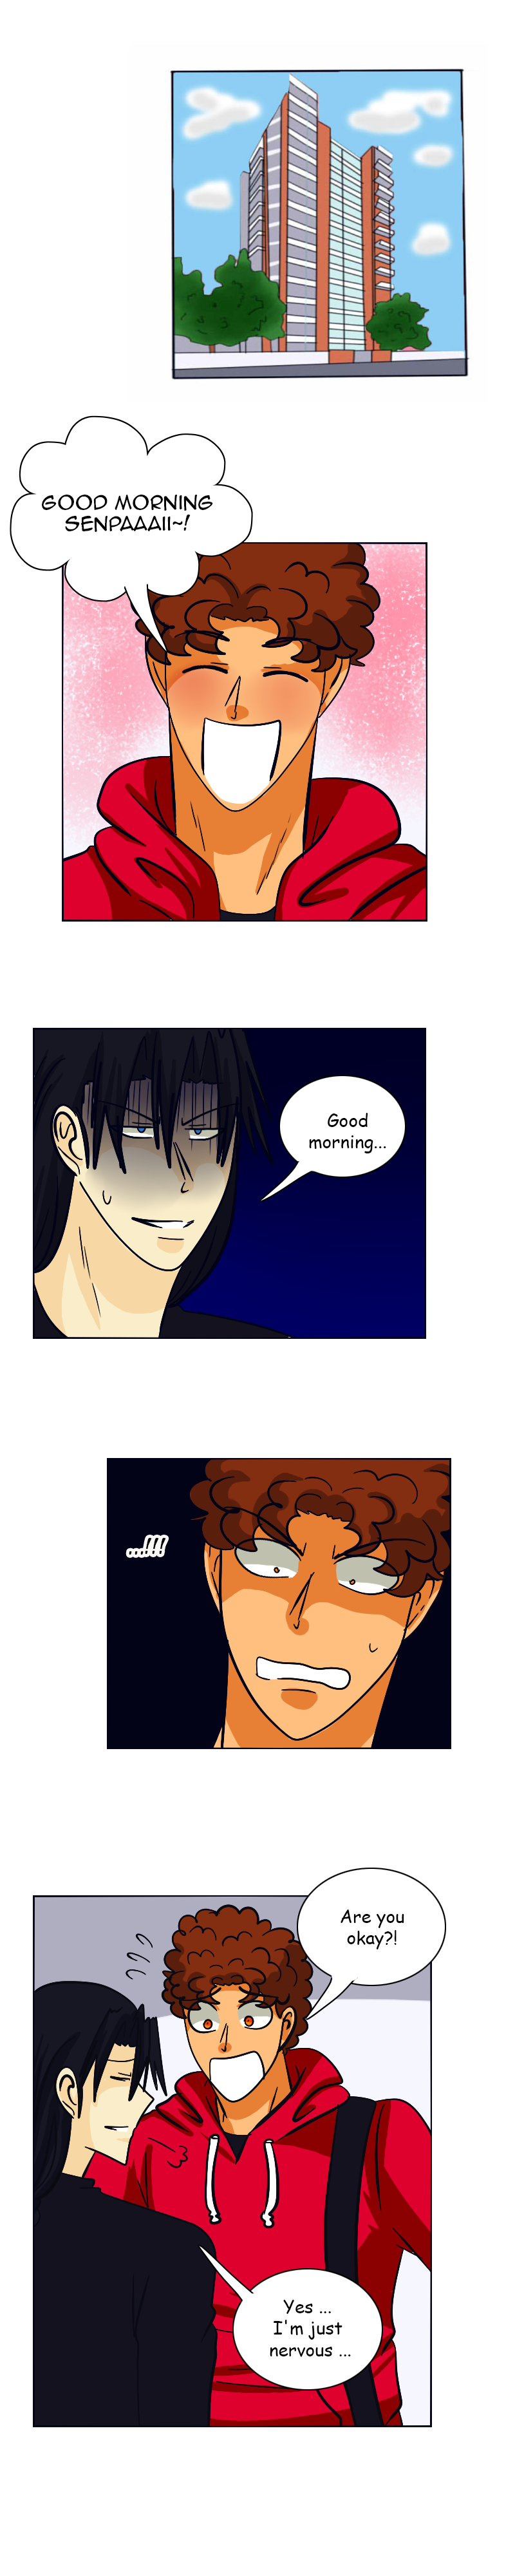 GOOD MORNING
SENPAAAII~!
Good
morning...
...!!!
Are you
okay?!
Yes ...
I'm just
nervous ...